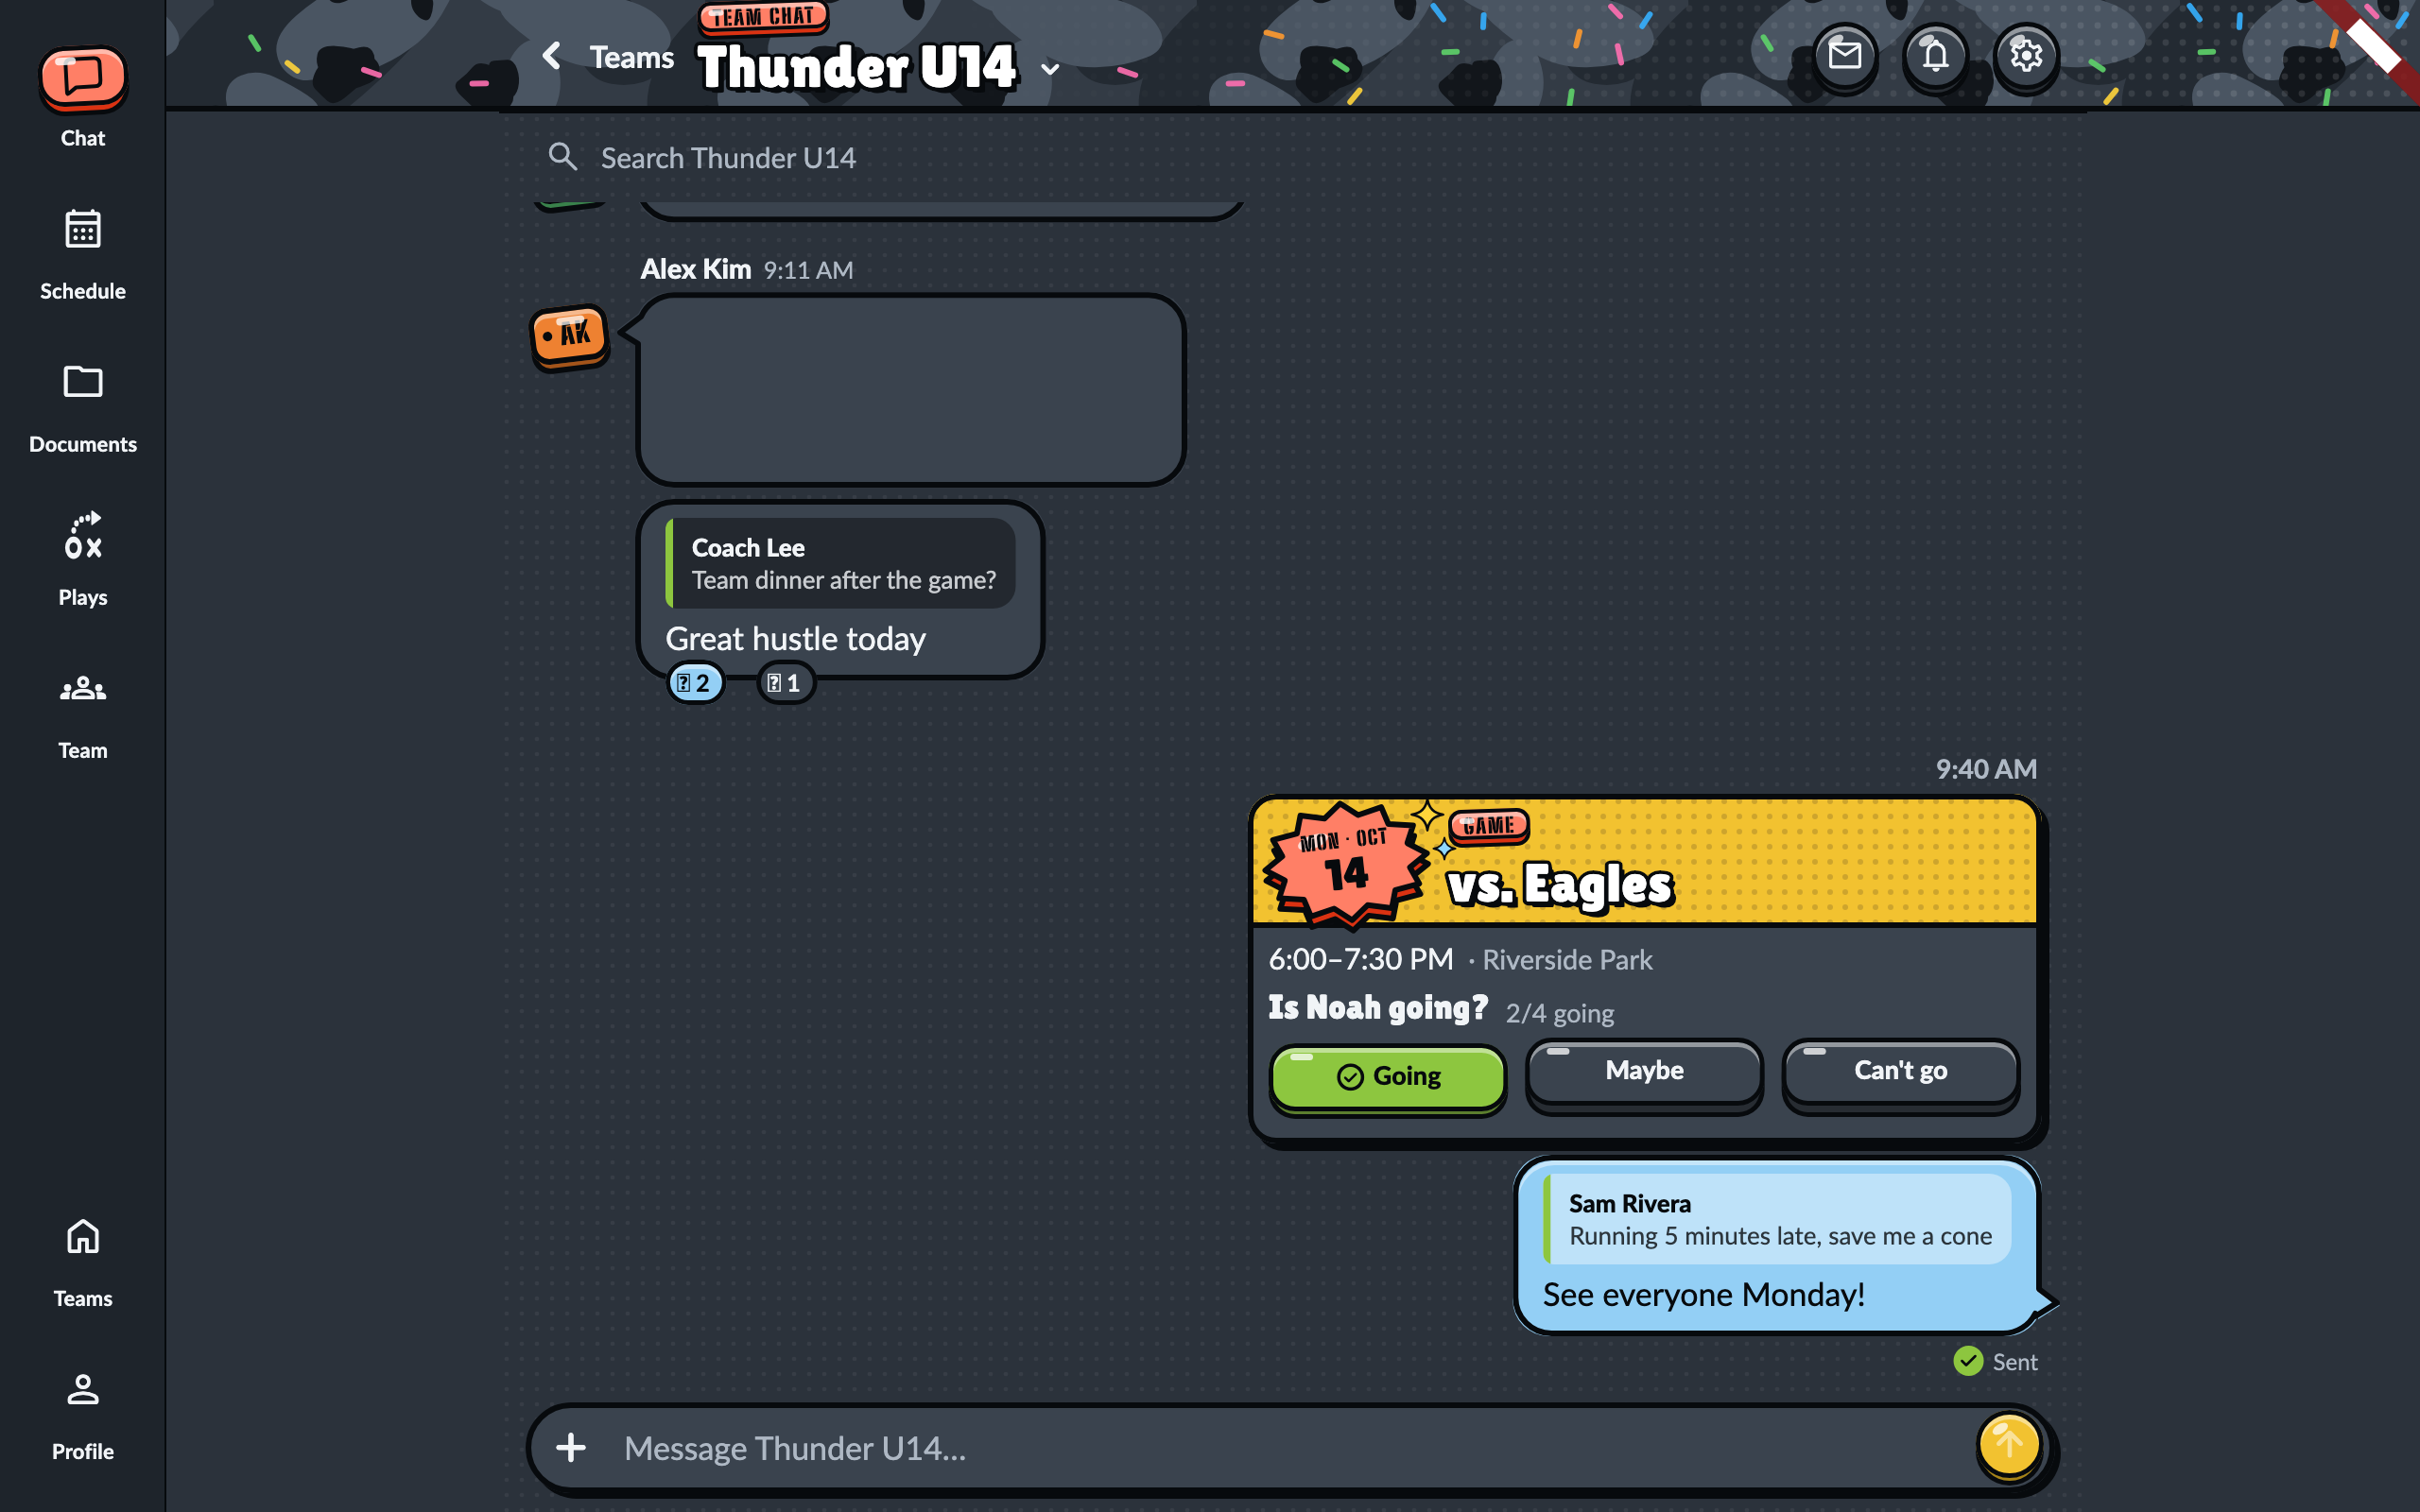 TEAM CHAT
Teams
Thunder U14
Chat
Schedule
Documents
Plays
Team
Teams
Profile
Search Thunder U14
Alex Kim 9:11 AM
AK
Coach Lee
Team dinner after the game?
Great hustle today
2
1
9:40 AM
MON · OCT
14
GAME
vs. Eagles
6:00–7:30 PM · Riverside Park
Is Noah going? 2/4 going
Going
Maybe
Can't go
Sam Rivera
Running 5 minutes late, save me a cone
See everyone Monday!
Sent
Message Thunder U14...